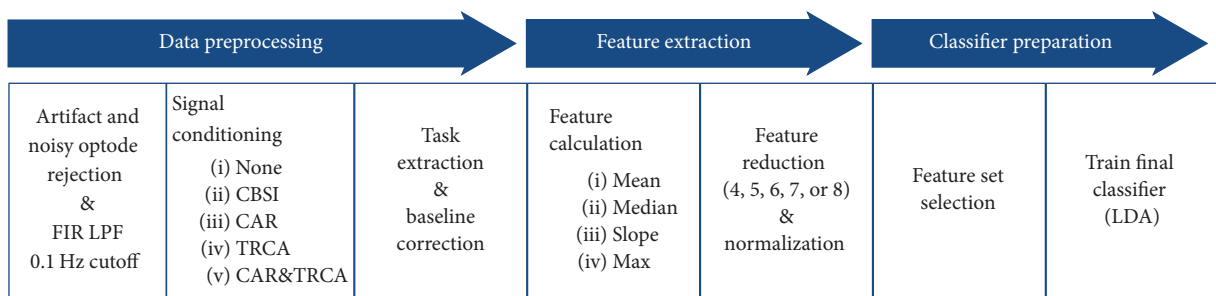 Data preprocessing
Feature extraction
Classifier preparation
Artifact and
noisy optode
rejection
&
FIR LPF
0.1 Hz cutoff
Signal
conditioning
(i) None
(ii) CBSI
(iii) CAR
(iv) TRCA
(v) CAR&TRCA
Task
extraction
&
baseline
correction
Feature
calculation
(i) Mean
(ii) Median
(iii) Slope
(iv) Max
Feature
reduction
(4, 5, 6, 7, or 8)
&
normalization
Feature set
selection
Train final
classifier
(LDA)